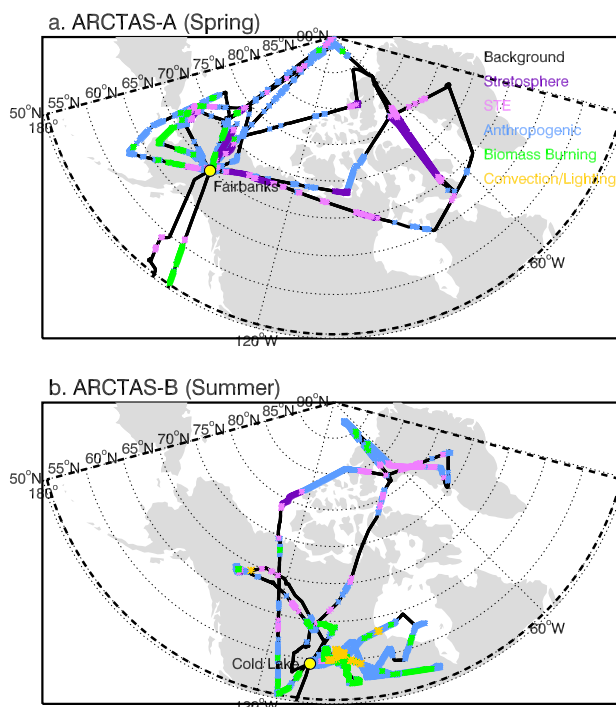 a. ARCTAS-A (Spring)
90°N
85°N
80°N
75°N
70°N
65°N
60°N
55°N
50°N
180°
Background
Stratosphere
STE
Anthropogenic
Biomass Burning
Convection/Lighting
Fairbanks
60°W
120°W
b. ARCTAS-B (Summer)
90°N
85°N
80°N
75°N
70°N
65°N
60°N
55°N
50°N
180°
60°W
Cold Lake
120°W